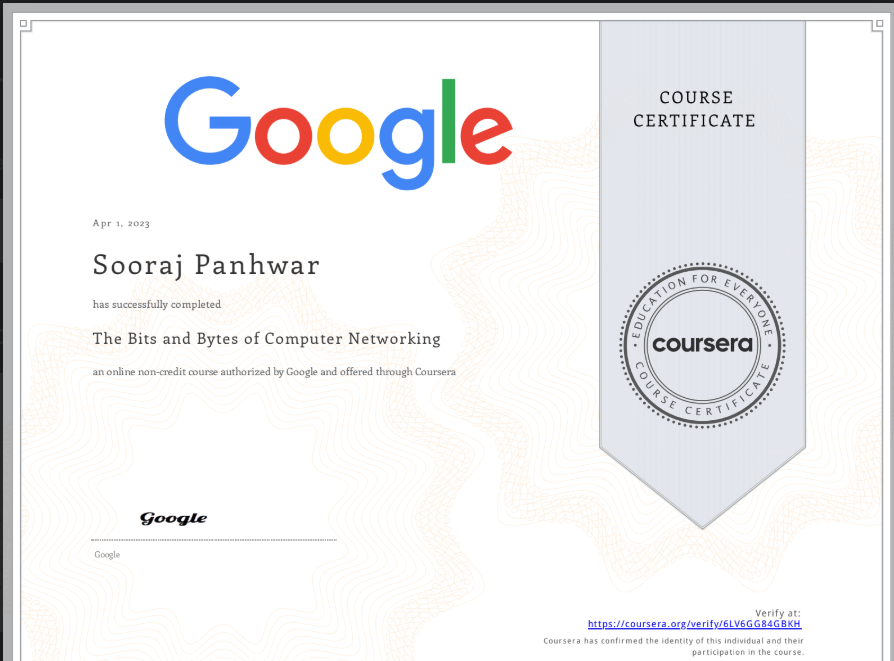 Google
COURSE
CERTIFICATE
Apr 1, 2023
Sooraj Panhwar
has successfully completed
The Bits and Bytes of Computer Networking
an online non-credit course authorized by Google and offered through Coursera
EDUCATION FOR EVERYONE
coursera
COURSE CERTIFICATE
Google
Google
Verify at:
https://coursera.org/verify/6LV6GG84GBKH
Coursera has confirmed the identity of this individual and their
participation in the course.